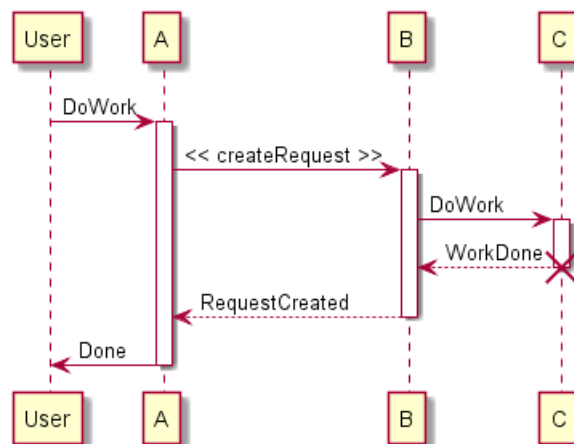 User A B C
DoWork
<< createRequest >>
DoWork
WorkDone
RequestCreated
Done
User A B C